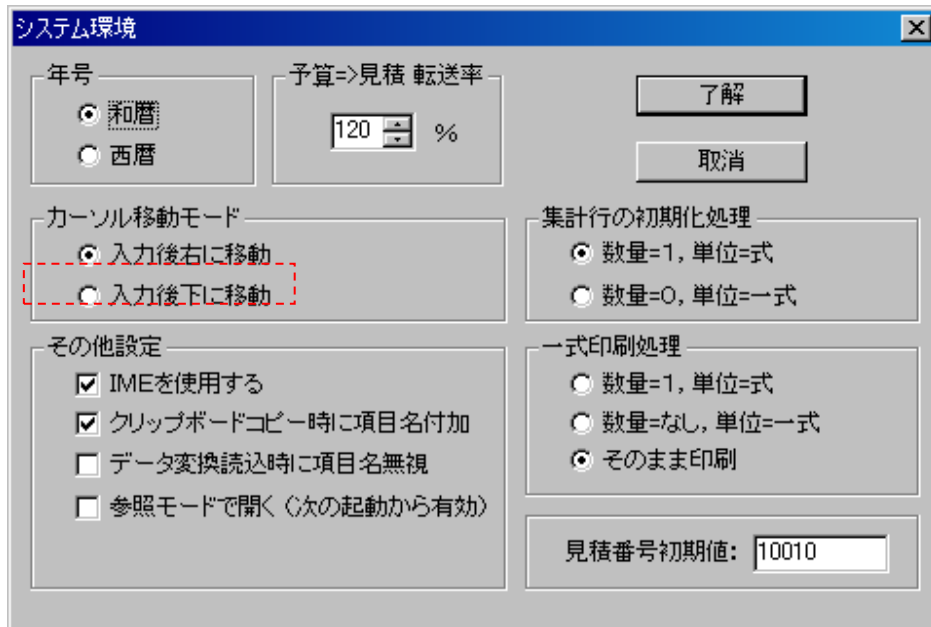 システム環境
年号
和暦
西暦
予算=>見積 転送率
120 %
了解
取消
カーソル移動モード
入力後右に移動
入力後下に移動
集計行の初期化処理
数量=1, 単位=式
数量=0, 単位=一式
その他設定
IMEを使用する
クリップボードコピー時に項目名付加
データ変換読込時に項目名無視
参照モードで開く(次の起動から有効)
一式印刷処理
数量=1, 単位=式
数量=なし, 単位=一式
そのまま印刷
見積番号初期値: 10010